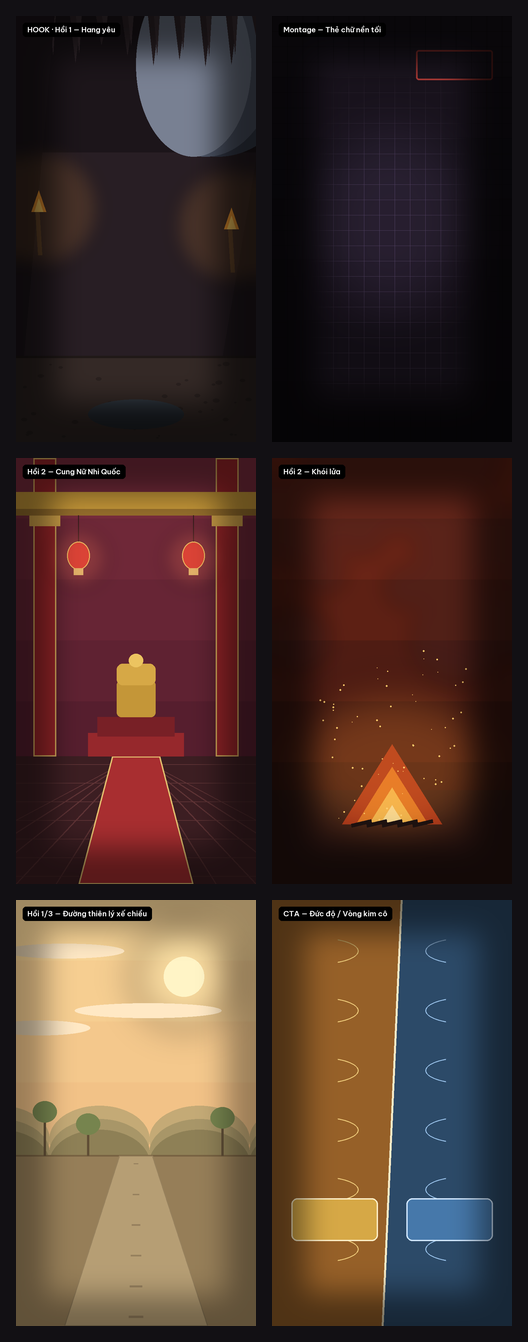 HOOK · Hồi 1 — Hang yêu
Montage — Thẻ chữ nền tối
Hồi 2 — Cung Nữ Nhi Quốc
Hồi 2 — Khói lửa
Hồi 1/3 — Đường thiên lý xế chiều
CTA — Đức độ / Vòng kim cô